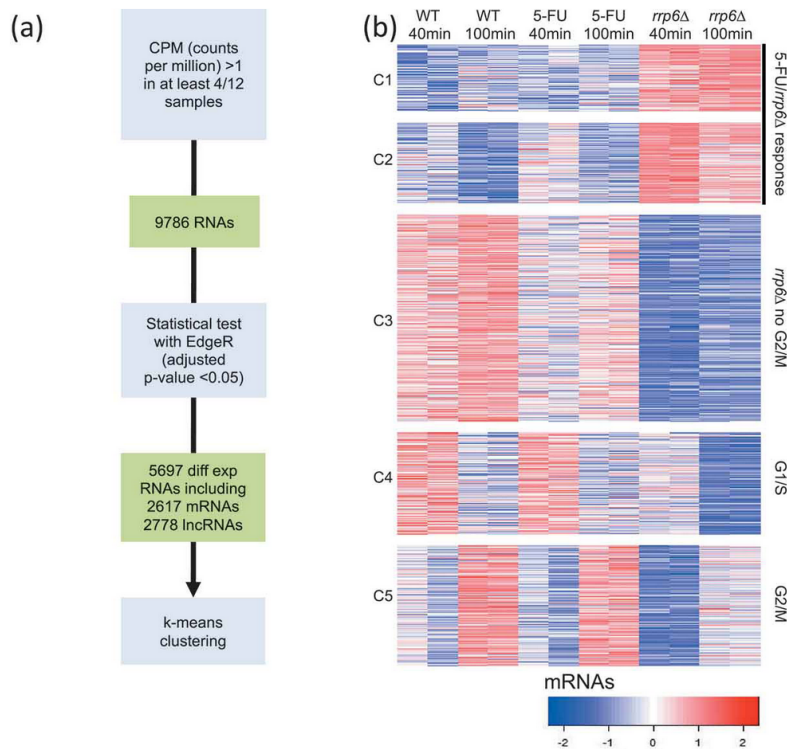 (a)
CPM (counts
per million) >1
in at least 4/12
samples
9786 RNAs
Statistical test
with EdgeR
(adjusted
p-value <0.05)
5697 diff exp
RNAs including
2617 mRNAs
2778 lncRNAs
k-means
clustering
(b)
WT WT 5-FU 5-FU rrp6Δ rrp6Δ
40min 100min 40min 100min 40min 100min
C1
C2
5-FU/rrp6Δ response
C3
rrp6Δ no G2/M
C4
G1/S
C5
G2/M
mRNAs
-2 -1 0 1 2